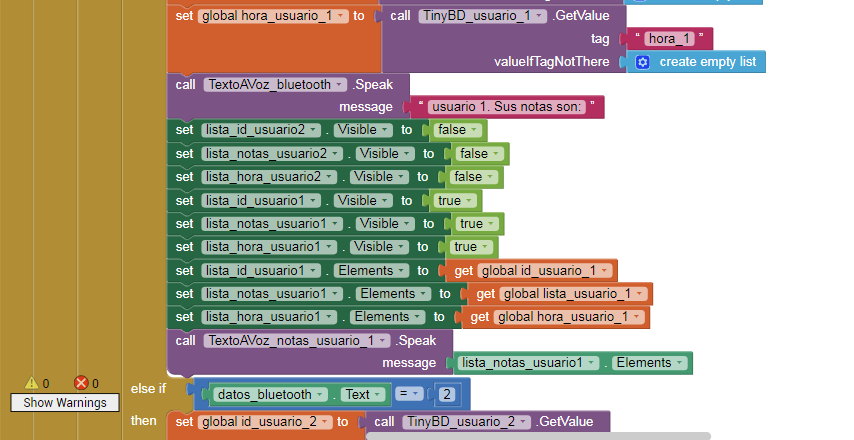 set global hora_usuario_1 to call TinyBD_usuario_1 .GetValue
tag " hora_1 "
valueIfTagNotThere create empty list
call TextoAVoz_bluetooth .Speak
message " usuario 1. Sus notas son: "
set lista_id_usuario2 . Visible to false
set lista_notas_usuario2 . Visible to false
set lista_hora_usuario2 . Visible to false
set lista_id_usuario1 . Visible to true
set lista_notas_usuario1 . Visible to true
set lista_hora_usuario1 . Visible to true
set lista_id_usuario1 . Elements to get global id_usuario_1
set lista_notas_usuario1 . Elements to get global lista_usuario_1
set lista_hora_usuario1 . Elements to get global hora_usuario_1
call TextoAVoz_notas_usuario_1 .Speak
message lista_notas_usuario1 . Elements
0 0
Show Warnings
else if datos_bluetooth . Text = 2
then set global id_usuario_2 to call TinyBD_usuario_2 .GetValue